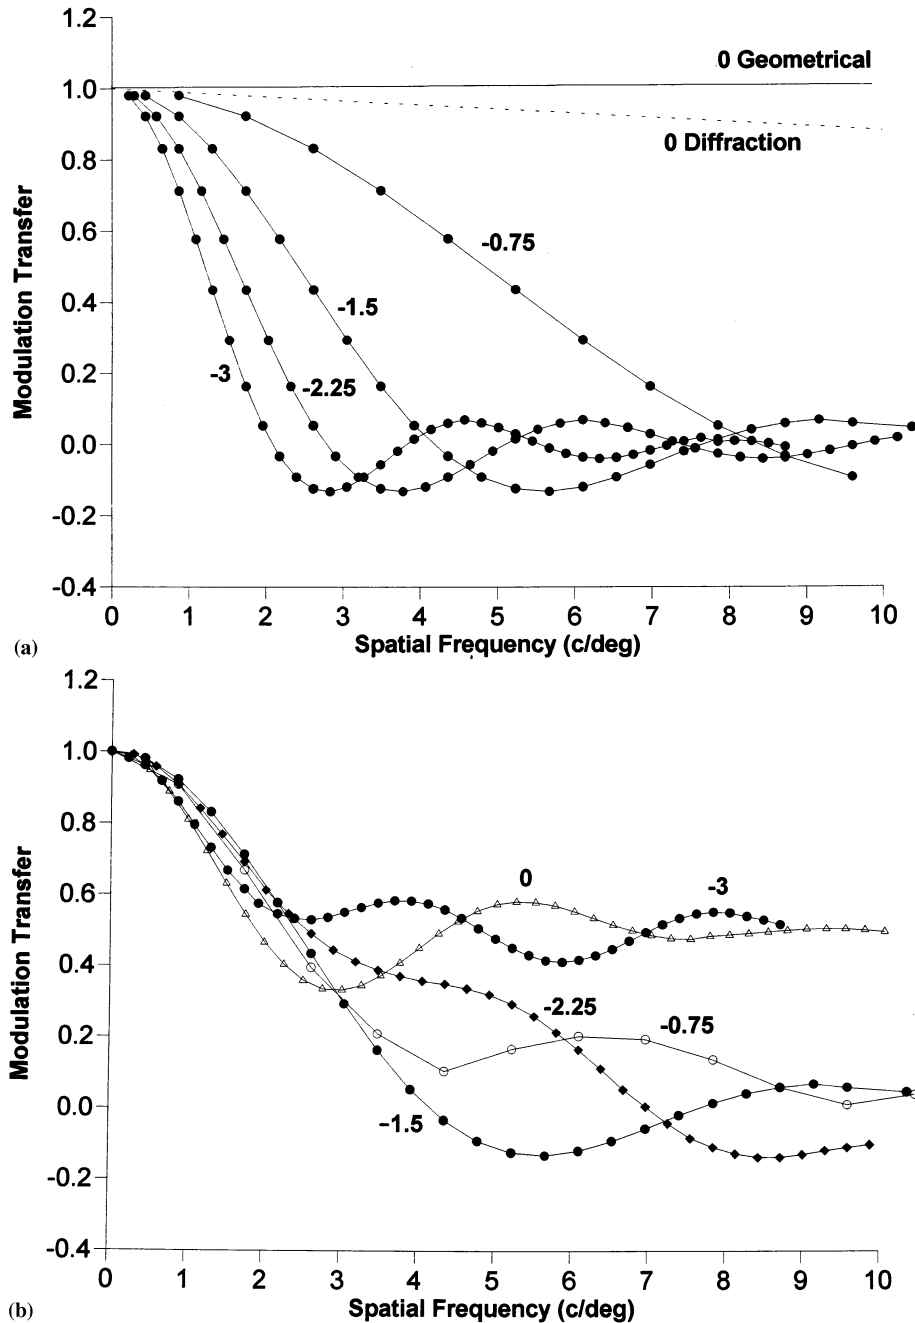 1.2
0 Geometrical
1.0
0 Diffraction
0.8
0.6
-0.75
0.4
-1.5
0.2
-3
-2.25
0.0
-0.2
-0.4
Modulation Transfer
0 1 2 3 4 5 6 7 8 9 10
Spatial Frequency (c/deg)
(a)
1.2
1.0
0.8
0
-3
0.6
0.4
-2.25
-0.75
0.2
0.0
-1.5
-0.2
-0.4
Modulation Transfer
0 1 2 3 4 5 6 7 8 9 10
Spatial Frequency (c/deg)
(b)